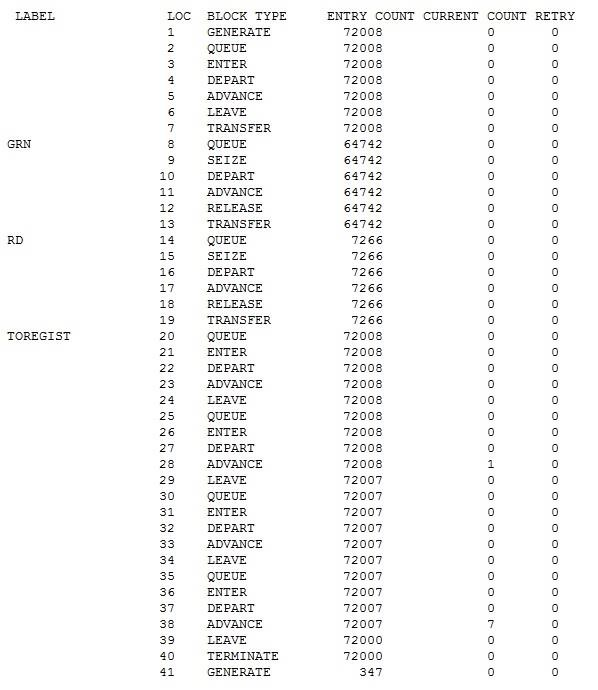 LABEL LOC BLOCK TYPE ENTRY COUNT CURRENT COUNT RETRY
1 GENERATE 72008 0 0
2 QUEUE 72008 0 0
3 ENTER 72008 0 0
4 DEPART 72008 0 0
5 ADVANCE 72008 0 0
6 LEAVE 72008 0 0
7 TRANSFER 72008 0 0
GRN 8 QUEUE 64742 0 0
9 SEIZE 64742 0 0
10 DEPART 64742 0 0
11 ADVANCE 64742 0 0
12 RELEASE 64742 0 0
13 TRANSFER 64742 0 0
RD 14 QUEUE 7266 0 0
15 SEIZE 7266 0 0
16 DEPART 7266 0 0
17 ADVANCE 7266 0 0
18 RELEASE 7266 0 0
19 TRANSFER 7266 0 0
TOREGIST 20 QUEUE 72008 0 0
21 ENTER 72008 0 0
22 DEPART 72008 0 0
23 ADVANCE 72008 0 0
24 LEAVE 72008 0 0
25 QUEUE 72008 0 0
26 ENTER 72008 0 0
27 DEPART 72008 0 0
28 ADVANCE 72008 1 0
29 LEAVE 72007 0 0
30 QUEUE 72007 0 0
31 ENTER 72007 0 0
32 DEPART 72007 0 0
33 ADVANCE 72007 0 0
34 LEAVE 72007 0 0
35 QUEUE 72007 0 0
36 ENTER 72007 0 0
37 DEPART 72007 0 0
38 ADVANCE 72007 7 0
39 LEAVE 72000 0 0
40 TERMINATE 72000 0 0
41 GENERATE 347 0 0